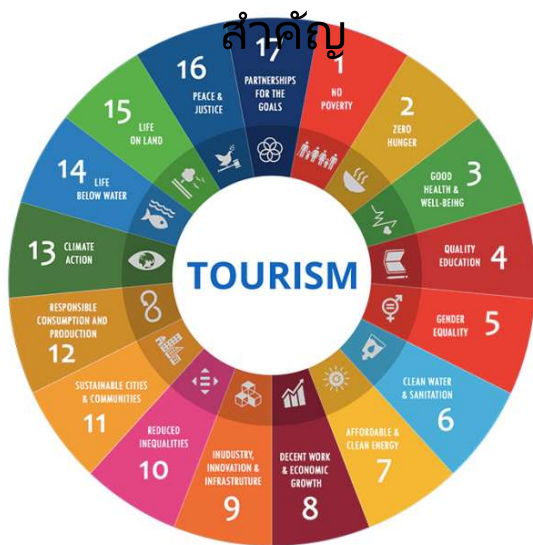 สำคัญ
1
NO
POVERTY
2
ZERO
HUNGER
3
GOOD
HEALTH &
WELL-BEING
4
QUALITY
EDUCATION
5
GENDER
EQUALITY
6
CLEAN WATER
& SANITATION
7
AFFORDABLE &
CLEAN ENERGY
8
DECENT WORK
& ECONOMIC
GROWTH
9
INUDUSTRY,
INNOVATION &
INFRASTRUTURE
10
REDUCED
INEQUALITIES
11
SUSTAINABLE CITIES
& COMMUNITIES
12
RESPONSIBLE
CONSUMPTION AND
PRODUCTION
13
CLIMATE
ACTION
14
LIFE
BELOW WATER
15
LIFE
ON LAND
16
PEACE &
JUSTICE
17
PARTNERSHIPS
FOR THE
GOALS
TOURISM